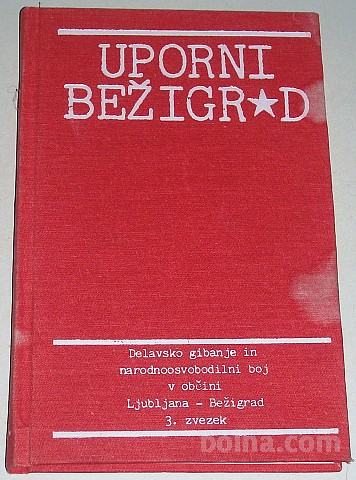 UPORNI
BEŽIGR★D
Delavsko gibanje in
narodnoosvobodilni boj
v občini
Ljubljana - Bežigrad
3. zvezek
bolha.com